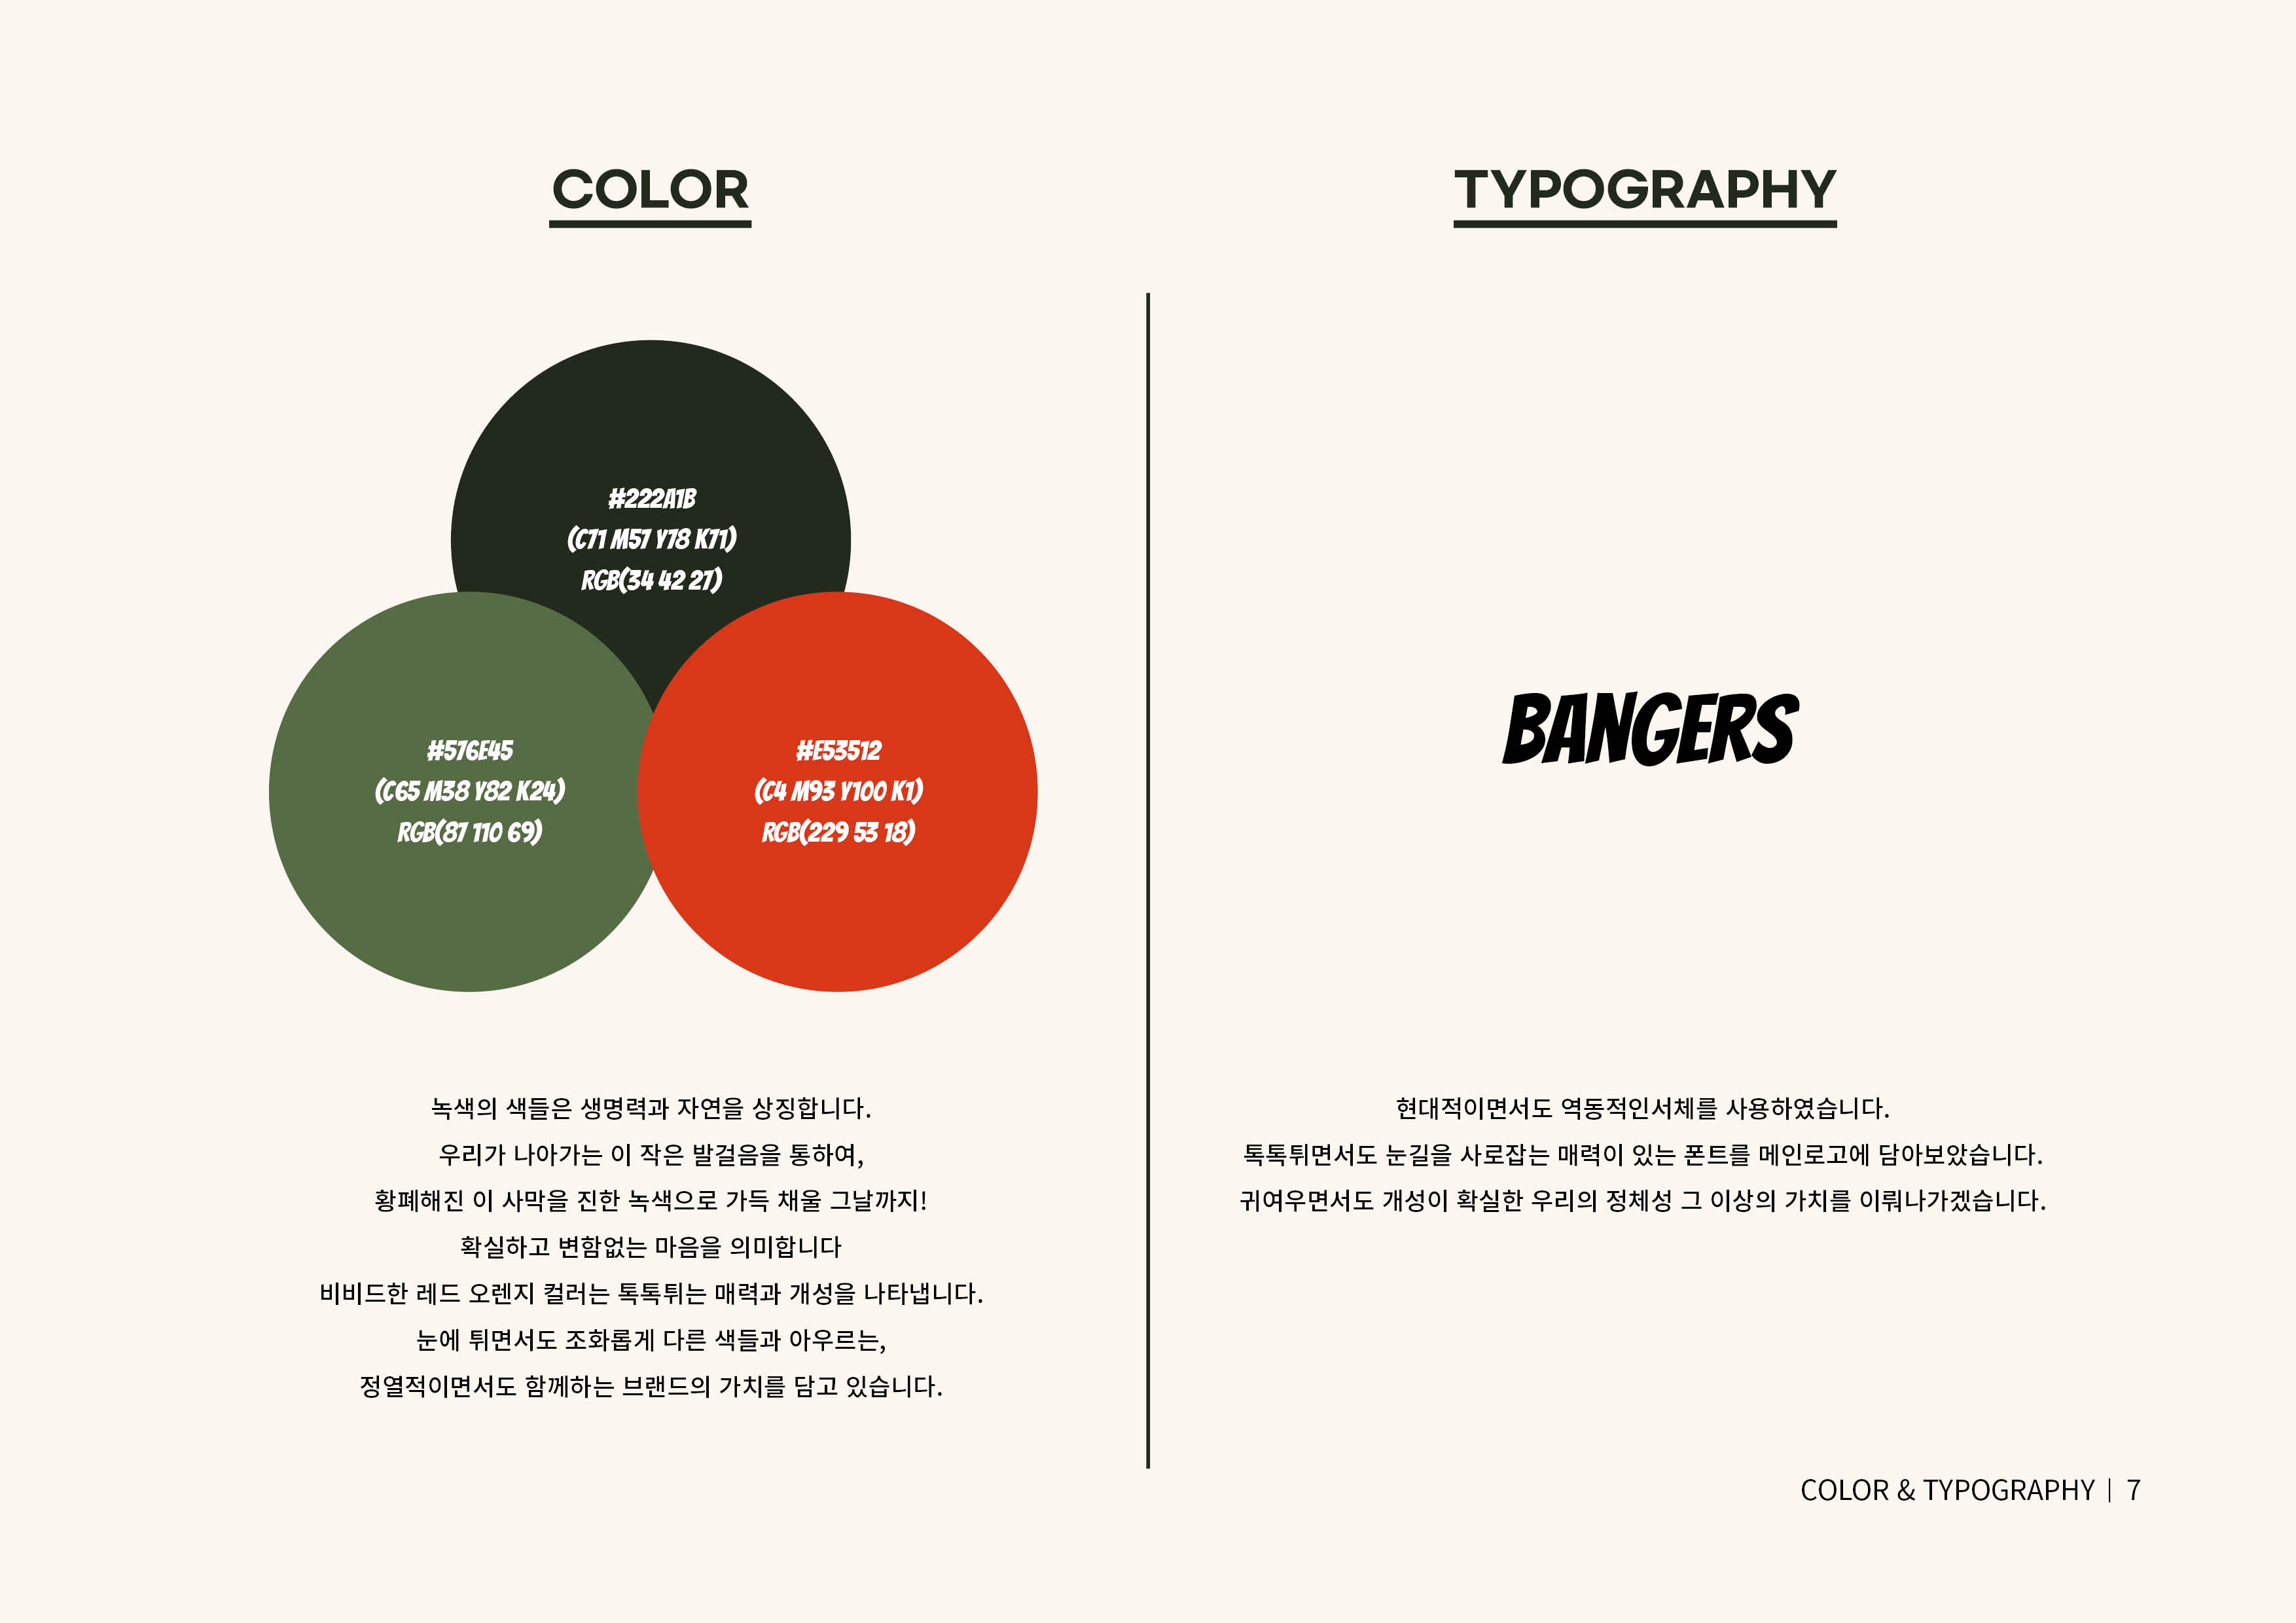 COLOR
#222A1B
(C71 M57 Y78 K71)
RGB(34 42 27)
#576E45
(C65 M38 Y82 K24)
RGB(87 110 69)
#E53512
(C4 M93 Y100 K1)
RGB(229 53 18)
녹색의 색들은 생명력과 자연을 상징합니다.
우리가 나아가는 이 작은 발걸음을 통하여,
황폐해진 이 사막을 진한 녹색으로 가득 채울 그날까지!
확실하고 변함없는 마음을 의미합니다
비비드한 레드 오렌지 컬러는 톡톡튀는 매력과 개성을 나타냅니다.
눈에 튀면서도 조화롭게 다른 색들과 아우르는,
정열적이면서도 함께하는 브랜드의 가치를 담고 있습니다.
TYPOGRAPHY
BANGERS
현대적이면서도 역동적인서체를 사용하였습니다.
톡톡튀면서도 눈길을 사로잡는 매력이 있는 폰트를 메인로고에 담아보았습니다.
귀여우면서도 개성이 확실한 우리의 정체성 그 이상의 가치를 이뤄나가겠습니다.
COLOR & TYPOGRAPHY | 7